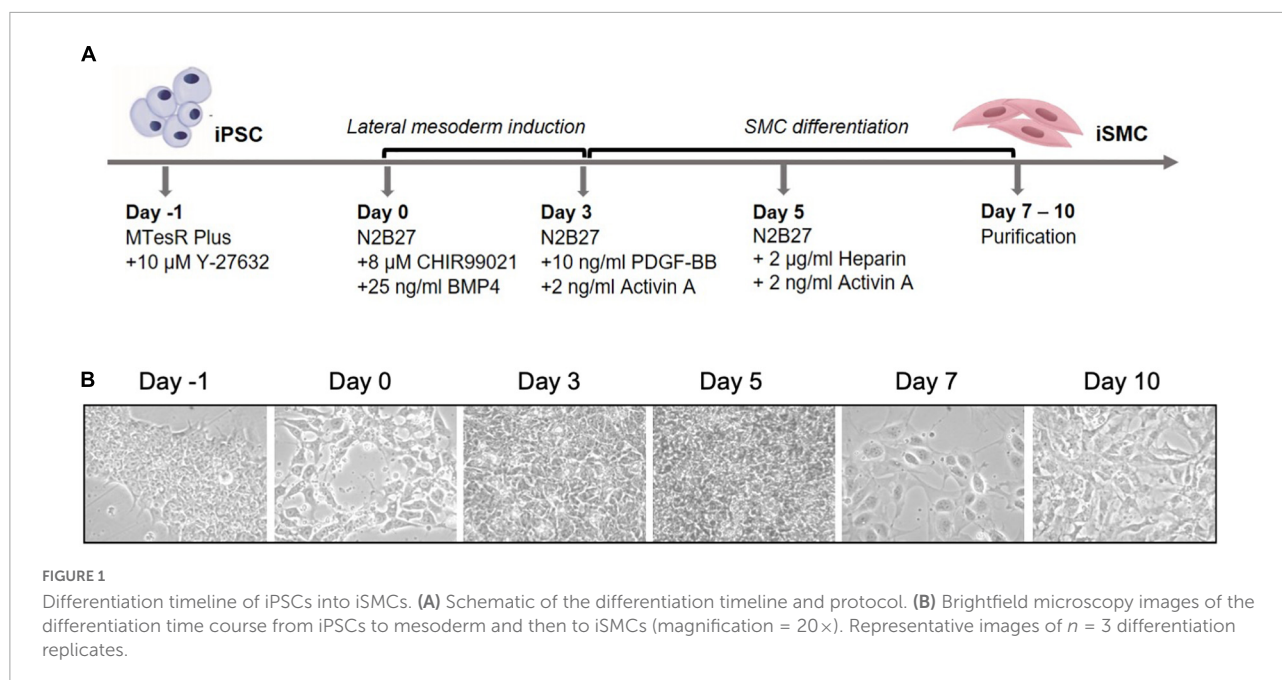 A
iPSC
Lateral mesoderm induction
SMC differentiation
iSMC
Day -1
MTesR Plus
+10 µM Y-27632
Day 0
N2B27
+8 µM CHIR99021
+25 ng/ml BMP4
Day 3
N2B27
+10 ng/ml PDGF-BB
+2 ng/ml Activin A
Day 5
N2B27
+ 2 µg/ml Heparin
+ 2 ng/ml Activin A
Day 7 – 10
Purification
B
Day -1
Day 0
Day 3
Day 5
Day 7
Day 10
FIGURE 1
Differentiation timeline of iPSCs into iSMCs. (A) Schematic of the differentiation timeline and protocol. (B) Brightfield microscopy images of the
differentiation time course from iPSCs to mesoderm and then to iSMCs (magnification = 20×). Representative images of n = 3 differentiation
replicates.